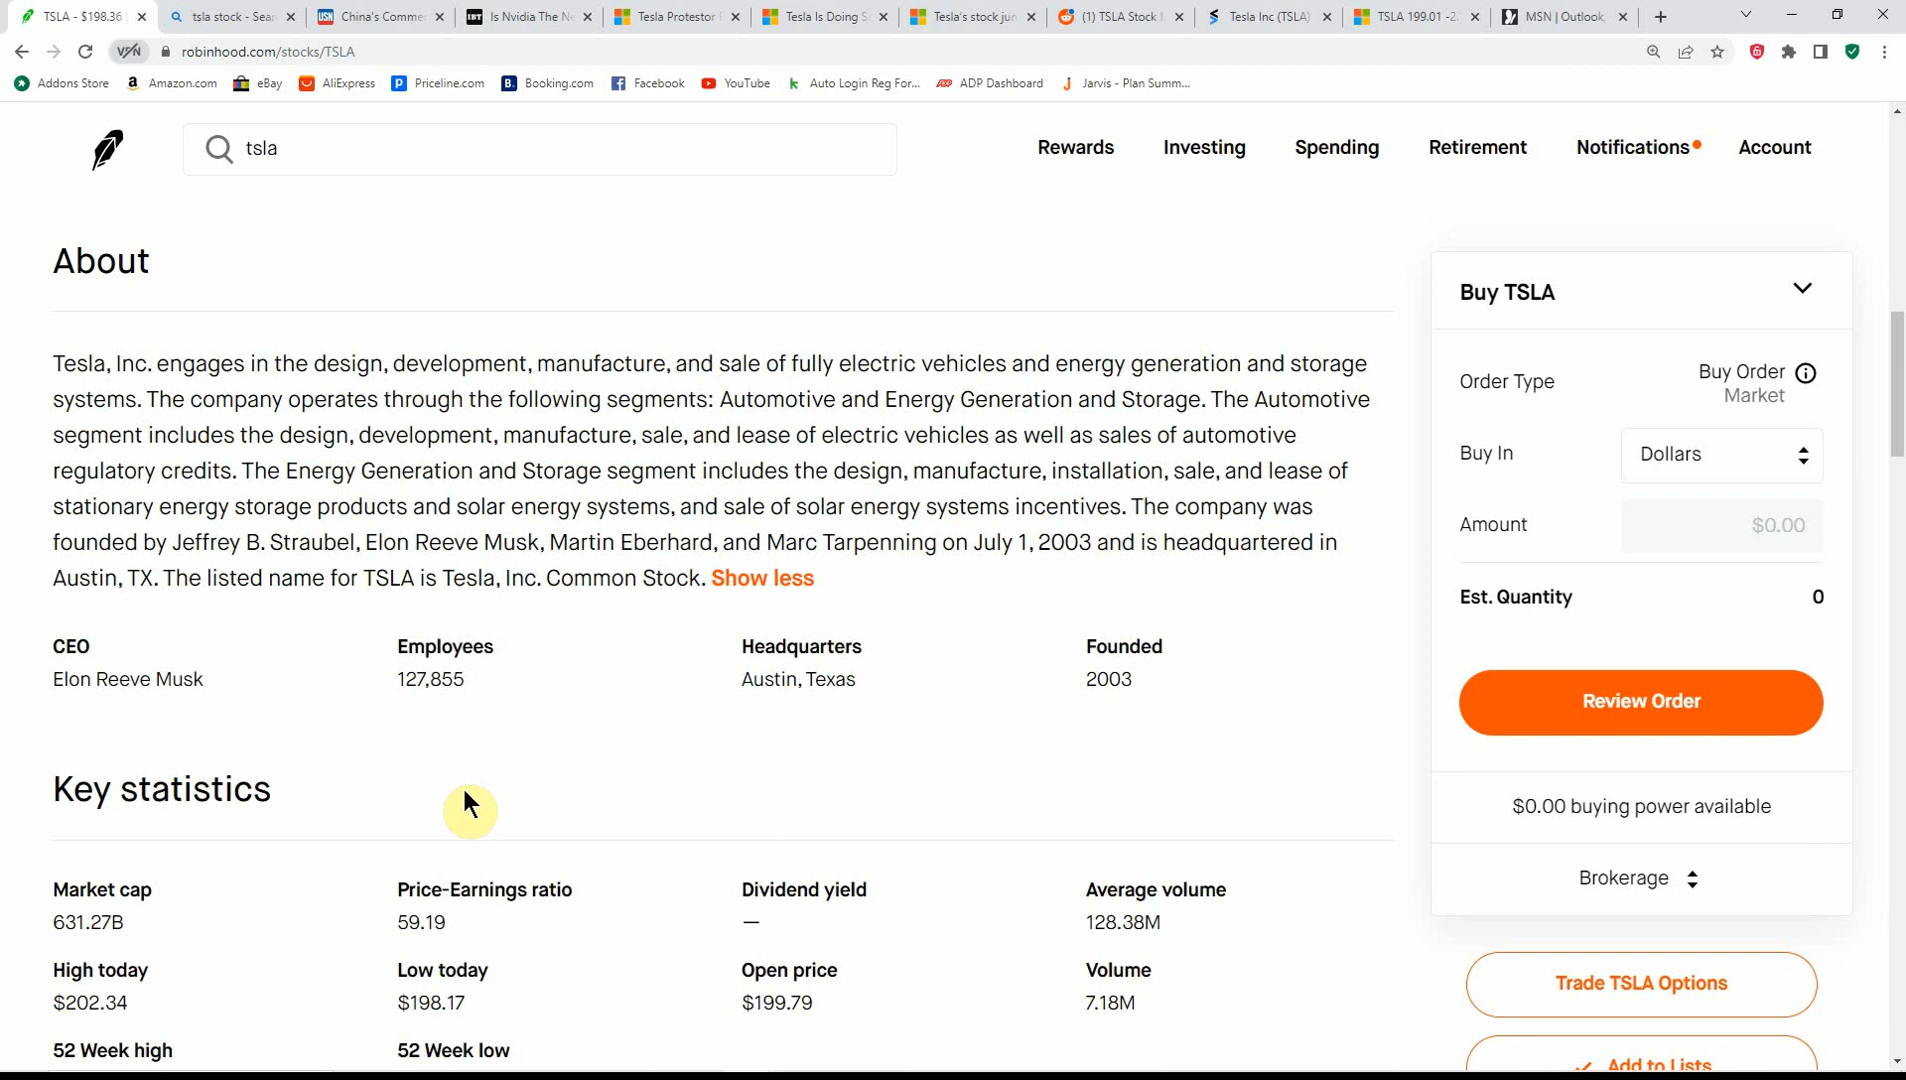 TSLA - $198.36
tsla stock - Sear
USN China's Comme
IBT Is Nvidia The Ne
Tesla Protestor
Tesla Is Doing S
Tesla's stock jun
(1) TSLA Stock
Tesla Inc (TSLA)
TSLA 199.01 -2.
MSN | Outlook,
VPN
robinhood.com/stocks/TSLA
Addons Store
Amazon.com
eBay
AliExpress
Priceline.com
Booking.com
Facebook
YouTube
Auto Login Reg For...
ADP Dashboard
Jarvis - Plan Summ...
tsla
Rewards
Investing
Spending
Retirement
Notifications
Account
About
Tesla, Inc. engages in the design, development, manufacture, and sale of fully electric vehicles and energy generation and storage
systems. The company operates through the following segments: Automotive and Energy Generation and Storage. The Automotive
segment includes the design, development, manufacture, sale, and lease of electric vehicles as well as sales of automotive
regulatory credits. The Energy Generation and Storage segment includes the design, manufacture, installation, sale, and lease of
stationary energy storage products and solar energy systems, and sale of solar energy systems incentives. The company was
founded by Jeffrey B. Straubel, Elon Reeve Musk, Martin Eberhard, and Marc Tarpenning on July 1, 2003 and is headquartered in
Austin, TX. The listed name for TSLA is Tesla, Inc. Common Stock. Show less
CEO
Elon Reeve Musk
Employees
127,855
Headquarters
Austin, Texas
Founded
2003
Key statistics
Market cap
631.27B
Price-Earnings ratio
59.19
Dividend yield
—
Average volume
128.38M
High today
$202.34
Low today
$198.17
Open price
$199.79
Volume
7.18M
52 Week high
52 Week low
Buy TSLA
Order Type
Buy Order
Market
Buy In
Dollars
Amount
$0.00
Est. Quantity
0
Review Order
$0.00 buying power available
Brokerage
Trade TSLA Options
Add to Lists